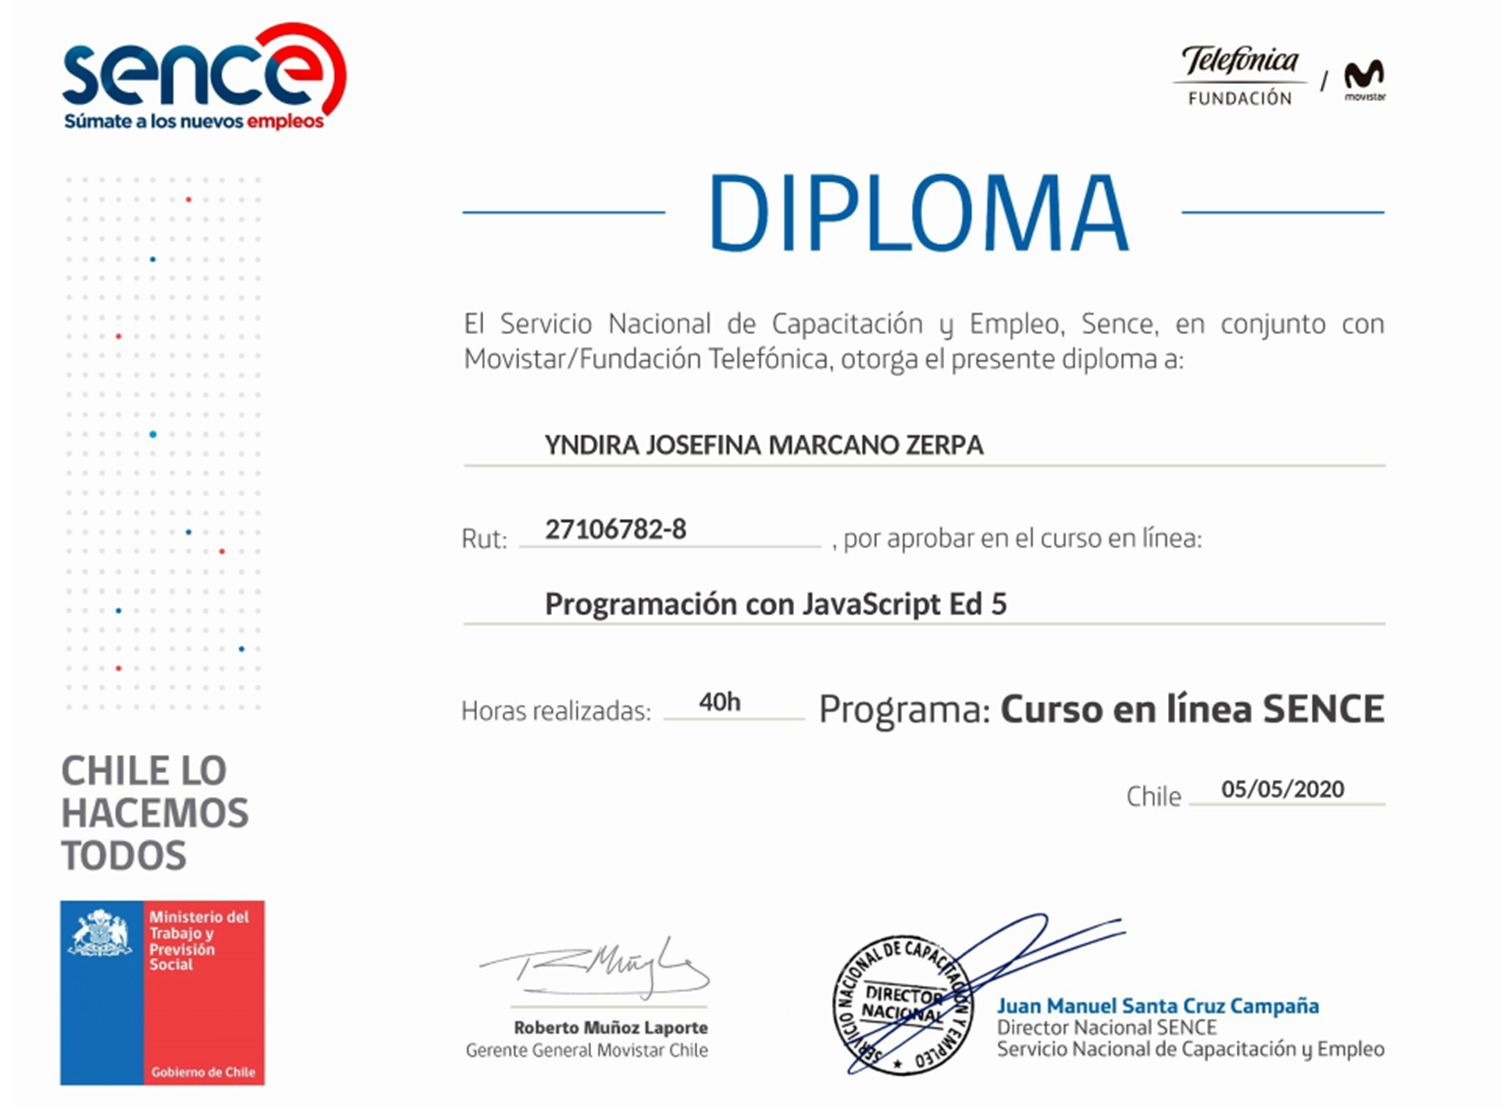 sence
Súmate a los nuevos empleos
Telefónica
FUNDACIÓN
/
movistar
DIPLOMA
El Servicio Nacional de Capacitación y Empleo, Sence, en conjunto con
Movistar/Fundación Telefónica, otorga el presente diploma a:
YNDIRA JOSEFINA MARCANO ZERPA
Rut: 27106782-8 , por aprobar en el curso en línea:
Programación con JavaScript Ed 5
Horas realizadas: 40h Programa: Curso en línea SENCE
Chile 05/05/2020
CHILE LO
HACEMOS
TODOS
Ministerio del
Trabajo y
Previsión
Social
Gobierno de Chile
Roberto Muñoz Laporte
Gerente General Movistar Chile
SERVICIO NACIONAL DE CAPACITACIÓN Y EMPLEO
DIRECTOR
NACIONAL
Juan Manuel Santa Cruz Campaña
Director Nacional SENCE
Servicio Nacional de Capacitación y Empleo